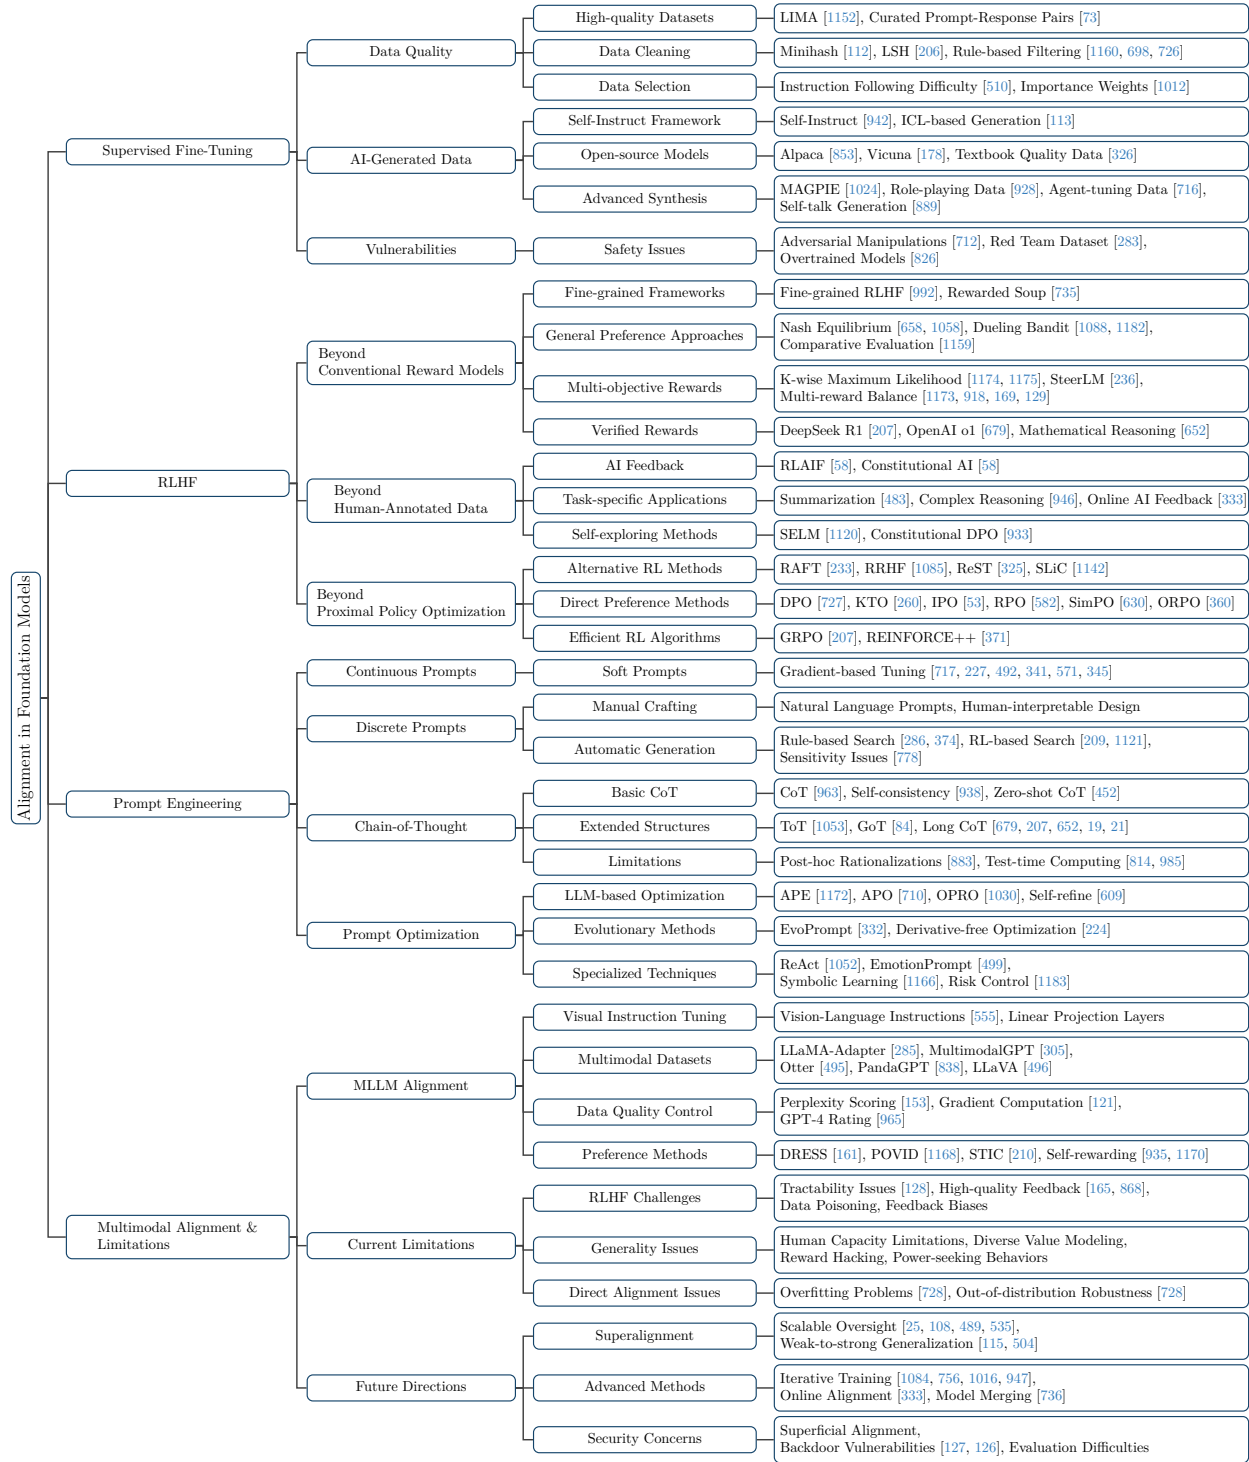 Alignment in Foundation Models
Supervised Fine-Tuning
Data Quality
High-quality Datasets
LIMA [1152], Curated Prompt-Response Pairs [73]
Data Cleaning
Minihash [112], LSH [206], Rule-based Filtering [1160, 698, 726]
Data Selection
Instruction Following Difficulty [510], Importance Weights [1012]
AI-Generated Data
Self-Instruct Framework
Self-Instruct [942], ICL-based Generation [113]
Open-source Models
Alpaca [853], Vicuna [178], Textbook Quality Data [326]
Advanced Synthesis
MAGPIE [1024], Role-playing Data [928], Agent-tuning Data [716],
Self-talk Generation [889]
Vulnerabilities
Safety Issues
Adversarial Manipulations [712], Red Team Dataset [283],
Overtrained Models [826]
RLHF
Beyond
Conventional Reward Models
Fine-grained Frameworks
Fine-grained RLHF [992], Rewarded Soup [735]
General Preference Approaches
Nash Equilibrium [658, 1058], Dueling Bandit [1088, 1182],
Comparative Evaluation [1159]
Multi-objective Rewards
K-wise Maximum Likelihood [1174, 1175], SteerLM [236],
Multi-reward Balance [1173, 918, 169, 129]
Verified Rewards
DeepSeek R1 [207], OpenAI o1 [679], Mathematical Reasoning [652]
Beyond
Human-Annotated Data
AI Feedback
RLAIF [58], Constitutional AI [58]
Task-specific Applications
Summarization [483], Complex Reasoning [946], Online AI Feedback [333]
Self-exploring Methods
SELM [1120], Constitutional DPO [933]
Beyond
Proximal Policy Optimization
Alternative RL Methods
RAFT [233], RRHF [1085], ReST [325], SLiC [1142]
Direct Preference Methods
DPO [727], KTO [260], IPO [53], RPO [582], SimPO [630], ORPO [360]
Efficient RL Algorithms
GRPO [207], REINFORCE++ [371]
Prompt Engineering
Continuous Prompts
Soft Prompts
Gradient-based Tuning [717, 227, 492, 341, 571, 345]
Discrete Prompts
Manual Crafting
Natural Language Prompts, Human-interpretable Design
Automatic Generation
Rule-based Search [286, 374], RL-based Search [209, 1121],
Sensitivity Issues [778]
Chain-of-Thought
Basic CoT
CoT [963], Self-consistency [938], Zero-shot CoT [452]
Extended Structures
ToT [1053], GoT [84], Long CoT [679, 207, 652, 19, 21]
Limitations
Post-hoc Rationalizations [883], Test-time Computing [814, 985]
Prompt Optimization
LLM-based Optimization
APE [1172], APO [710], OPRO [1030], Self-refine [609]
Evolutionary Methods
EvoPrompt [332], Derivative-free Optimization [224]
Specialized Techniques
ReAct [1052], EmotionPrompt [499],
Symbolic Learning [1166], Risk Control [1183]
Multimodal Alignment &
Limitations
MLLM Alignment
Visual Instruction Tuning
Vision-Language Instructions [555], Linear Projection Layers
Multimodal Datasets
LLaMA-Adapter [285], MultimodalGPT [305],
Otter [495], PandaGPT [838], LLaVA [496]
Data Quality Control
Perplexity Scoring [153], Gradient Computation [121],
GPT-4 Rating [965]
Preference Methods
DRESS [161], POVID [1168], STIC [210], Self-rewarding [935, 1170]
Current Limitations
RLHF Challenges
Tractability Issues [128], High-quality Feedback [165, 868],
Data Poisoning, Feedback Biases
Generality Issues
Human Capacity Limitations, Diverse Value Modeling,
Reward Hacking, Power-seeking Behaviors
Direct Alignment Issues
Overfitting Problems [728], Out-of-distribution Robustness [728]
Future Directions
Superalignment
Scalable Oversight [25, 108, 489, 535],
Weak-to-strong Generalization [115, 504]
Advanced Methods
Iterative Training [1084, 756, 1016, 947],
Online Alignment [333], Model Merging [736]
Security Concerns
Superficial Alignment,
Backdoor Vulnerabilities [127, 126], Evaluation Difficulties